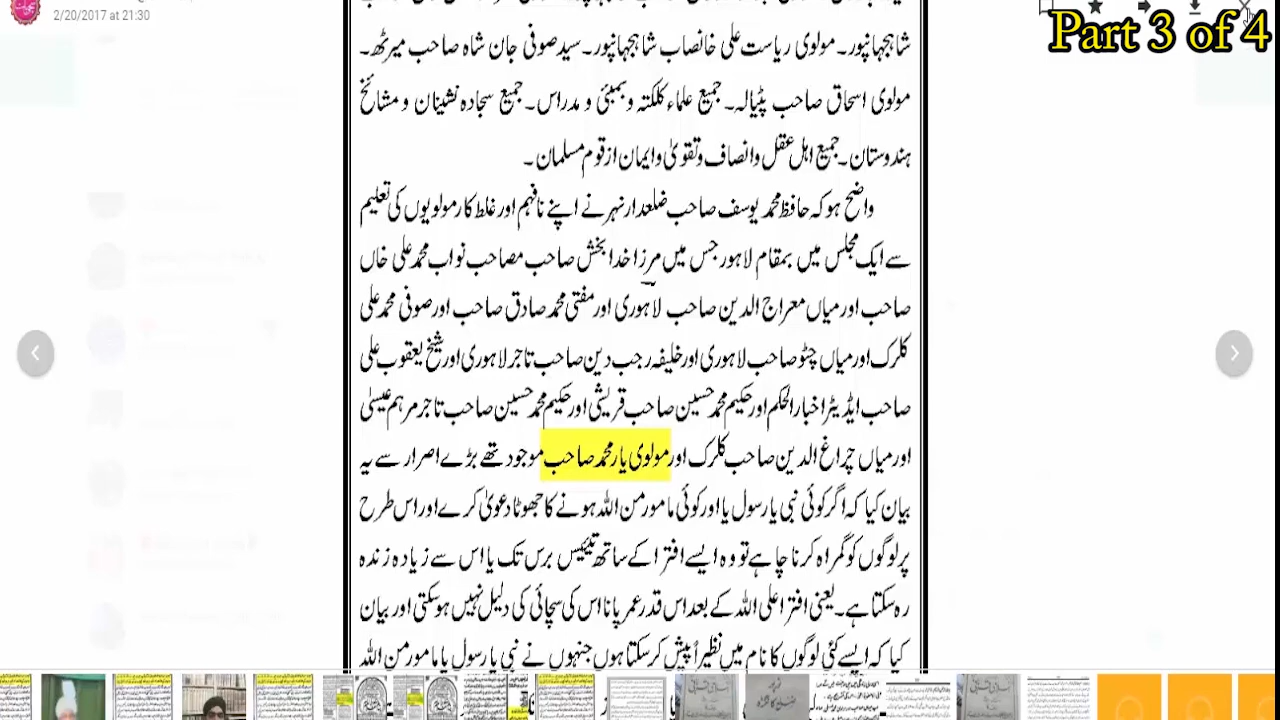 2/20/2017 at 21:30
Part 3 of 4
شاہجہانپور۔ مولوی ریاست علی خانصاب شاہجہانپور۔ سید صوفی جان شاہ صاحب میرٹھ۔
مولوی اسحاق صاحب پٹیالہ۔ جمیع علماء کلکتہ و بمبئی و مدراس۔ جمیع سجادہ نشینان و مشائخ
ہندوستان۔ جمیع اہل عقل و انصاف و تقویٰ و ایمان از قوم مسلمان۔
واضح ہو کہ حافظ محمد یوسف صاحب ضلعدار نہر نے اپنے نافہم اور غلط کار مولویوں کی تعلیم
سے ایک مجلس میں بمقام لاہور جس میں مرزا خدا بخش صاحب مصاحب نواب محمد علی خاں
صاحب اور میاں معراج الدین صاحب لاہوری اور مفتی محمد صادق صاحب اور صوفی محمد علی
کلرک اور میاں چٹو صاحب لاہوری اور خلیفہ رجب دین صاحب تاجر لاہوری اور شیخ یعقوب علی
صاحب ایڈیٹر اخبار الحکم اور حکیم محمد حسین صاحب قریشی اور حکیم محمد حسین صاحب تاجر مرہم عیسیٰ
اور میاں چراغ الدین صاحب کلرک اور مولوی یار محمد صاحب موجود تھے بڑے اصرار سے یہ
بیان کیا کہ اگر کوئی نبی یا رسول یا اور کوئی مامور من اللہ ہونے کا جھوٹا دعویٰ کرے اور اس طرح
پر لوگوں کو گمراہ کرنا چاہے تو وہ ایسے افترا کے ساتھ تیئیس برس تک یا اس سے زیادہ زندہ
رہ سکتا ہے۔ یعنی افترا علی اللہ کے بعد اس قدر عمر پانا اس کی سچائی کی دلیل نہیں ہو سکتی اور بیان
کیا کہ ایسے کئی لوگوں کا نام میں نظیراً پیش کر سکتا ہوں جنہوں نے نبی یا رسول یا مامور من اللہ